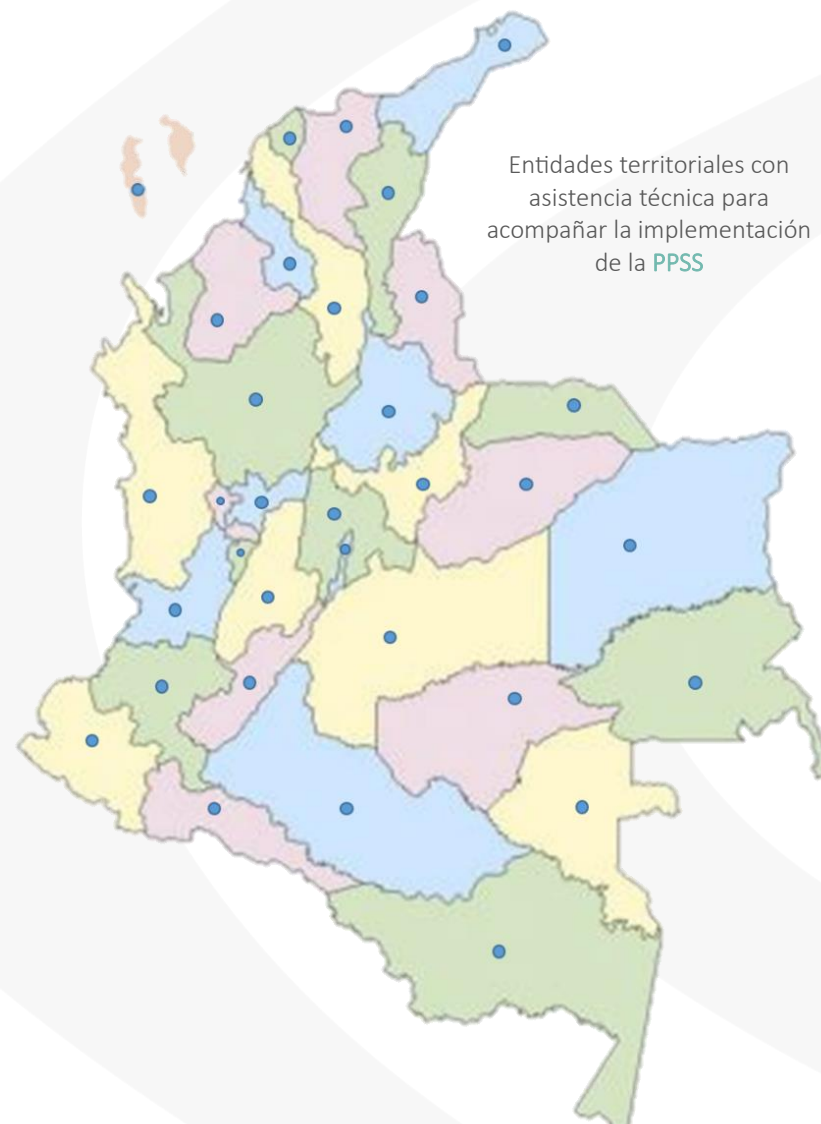 Entidades territoriales con
asistencia técnica para
acompañar la implementación
de la PPSS